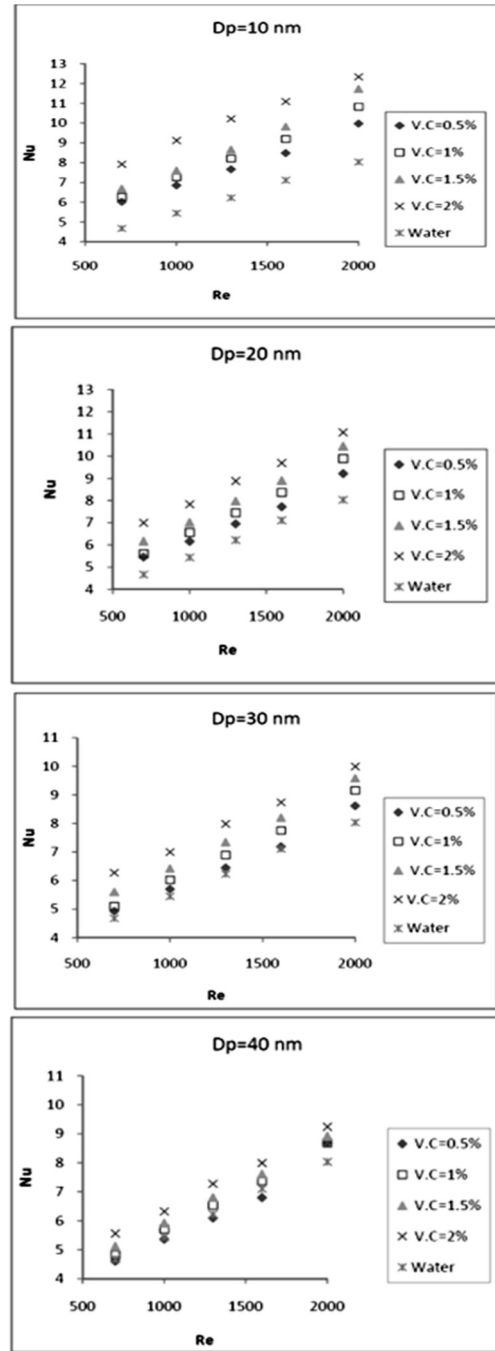 Dp=10 nm
13
12
11
10
9
8
7
6
5
4
Nu
500 1000 1500 2000
Re
V.C=0.5%
V.C=1%
V.C=1.5%
V.C=2%
Water
Dp=20 nm
13
12
11
10
9
8
7
6
5
4
Nu
500 1000 1500 2000
Re
V.C=0.5%
V.C=1%
V.C=1.5%
V.C=2%
Water
Dp=30 nm
11
10
9
8
7
6
5
4
Nu
500 1000 1500 2000
Re
V.C=0.5%
V.C=1%
V.C=1.5%
V.C=2%
Water
Dp=40 nm
11
10
9
8
7
6
5
4
Nu
500 1000 1500 2000
Re
V.C=0.5%
V.C=1%
V.C=1.5%
V.C=2%
Water